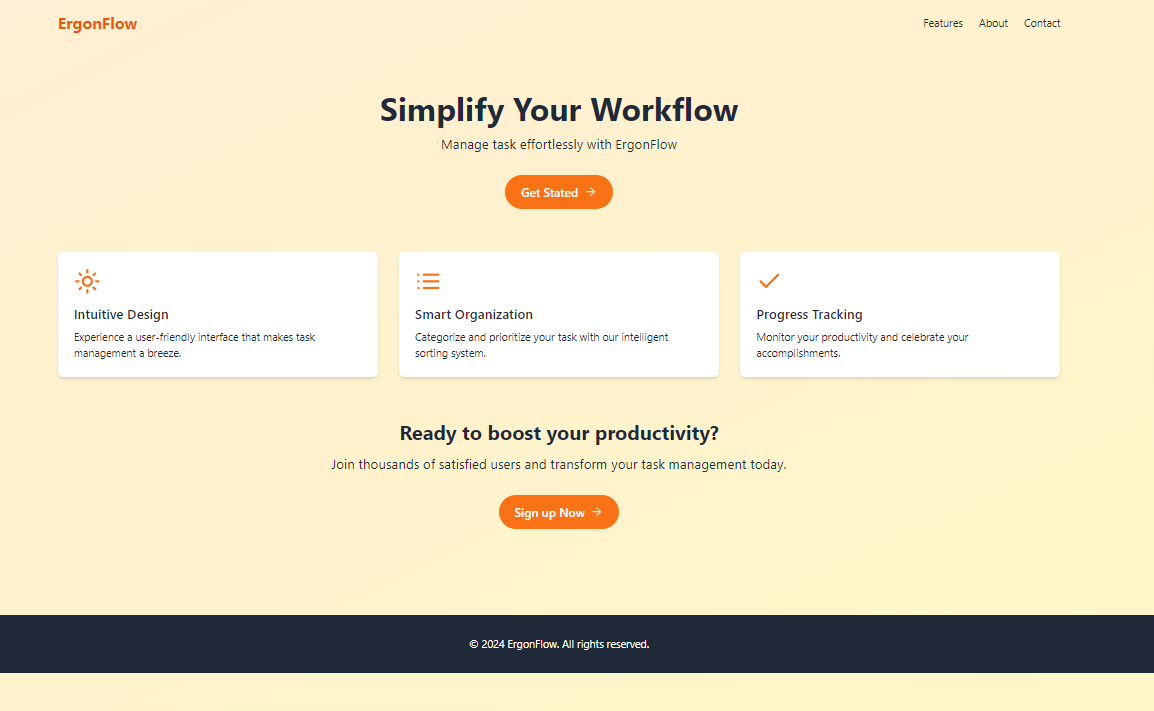 ErgonFlow
Features About Contact
Simplify Your Workflow
Manage task effortlessly with ErgonFlow
Get Stated
Intuitive Design
Experience a user-friendly interface that makes task
management a breeze.
Smart Organization
Categorize and prioritize your task with our intelligent
sorting system.
Progress Tracking
Monitor your productivity and celebrate your
accomplishments.
Ready to boost your productivity?
Join thousands of satisfied users and transform your task management today.
Sign up Now
© 2024 ErgonFlow. All rights reserved.